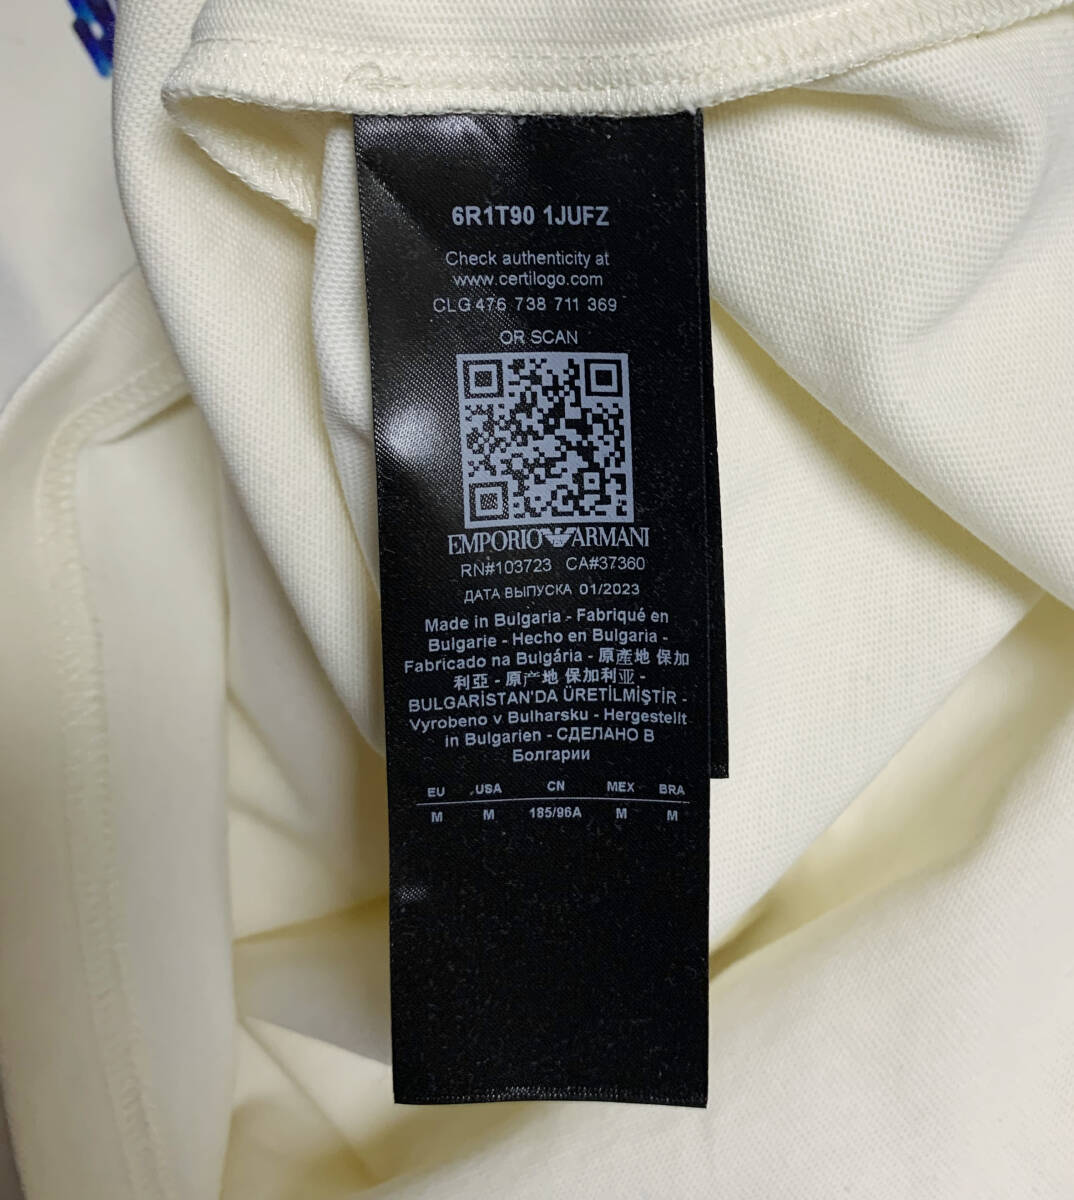 6R1T90 1JUFZ
Check authenticity at
www.certilogo.com
CLG 476 738 711 369
OR SCAN
EMPORIO ARMANI
RN#103723 CA#37360
ДАТА ВЫПУСКА 01/2023
Made in Bulgaria - Fabriqué en
Bulgarie - Hecho en Bulgaria -
Fabricado na Bulgária - 原產地 保加
利亞 - 原产地 保加利亚 -
BULGARİSTAN'DA ÜRETİLMİŞTİR -
Vyrobeno v Bulharsku - Hergestellt
in Bulgarien - СДЕЛАНО В
Болгарии
EU USA CN MEX BRA
M M 185/96A M M